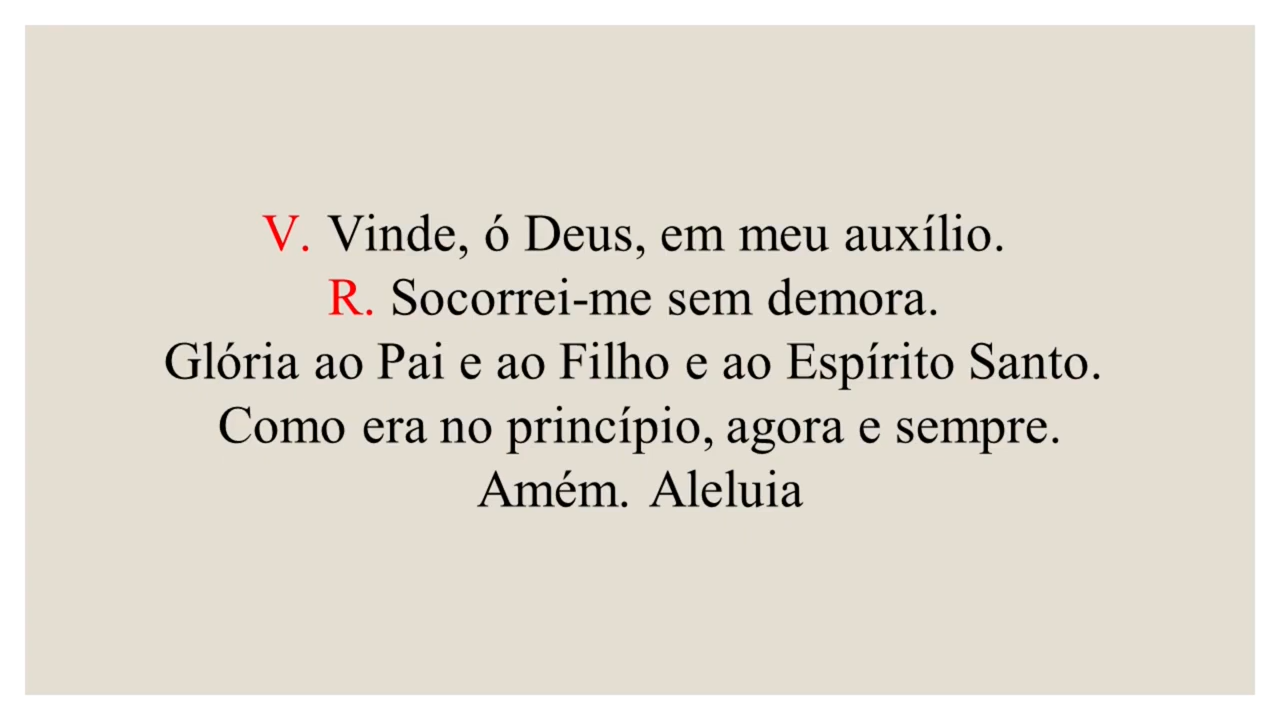 V. Vinde, ó Deus, em meu auxílio.
R. Socorrei-me sem demora.
Glória ao Pai e ao Filho e ao Espírito Santo.
Como era no princípio, agora e sempre.
Amém. Aleluia